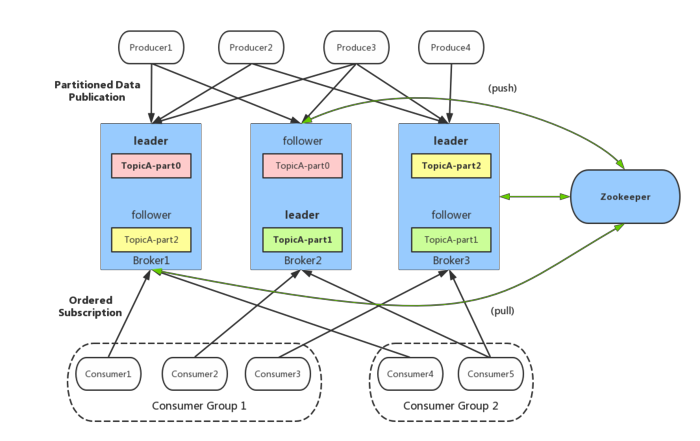 Producer1
Producer2
Produce3
Produce4
Partitioned Data
Publication
(push)
leader
follower
leader
TopicA-part0
TopicA-part0
TopicA-part2
Zookeeper
follower
leader
follower
TopicA-part2
TopicA-part1
TopicA-part1
Broker1
Broker2
Broker3
Ordered
Subscription
(pull)
Consumer1
Consumer2
Consumer3
Consumer4
Consumer5
Consumer Group 1
Consumer Group 2